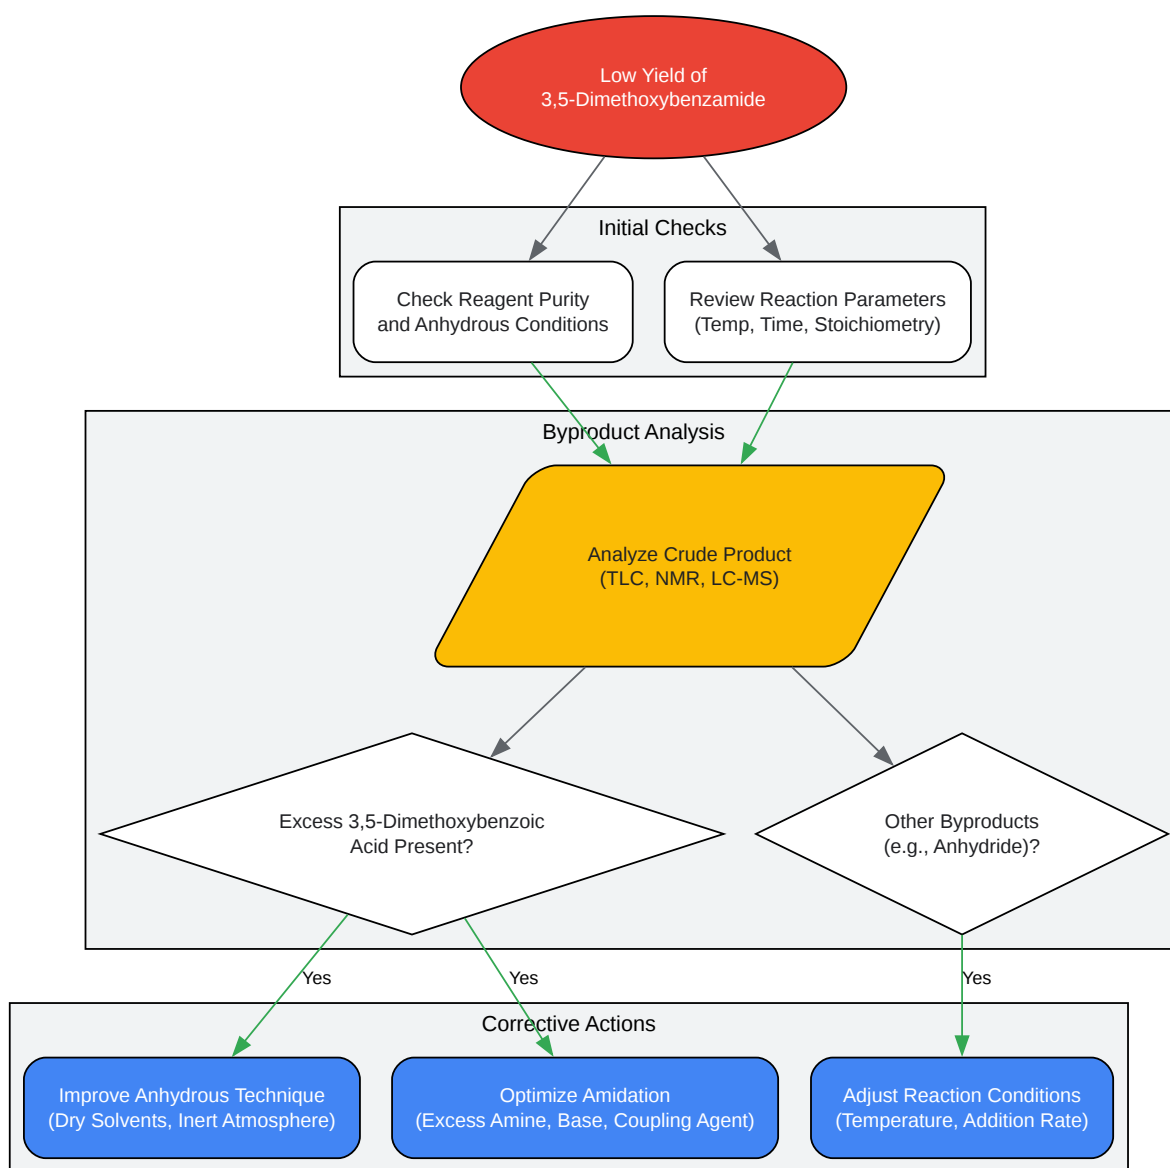 Low Yield of
3,5-Dimethoxybenzamide
Initial Checks
Check Reagent Purity
and Anhydrous Conditions
Review Reaction Parameters
(Temp, Time, Stoichiometry)
Byproduct Analysis
Analyze Crude Product
(TLC, NMR, LC-MS)
Excess 3,5-Dimethoxybenzoic
Acid Present?
Other Byproducts
(e.g., Anhydride)?
Yes
Yes
Yes
Corrective Actions
Improve Anhydrous Technique
(Dry Solvents, Inert Atmosphere)
Optimize Amidation
(Excess Amine, Base, Coupling Agent)
Adjust Reaction Conditions
(Temperature, Addition Rate)